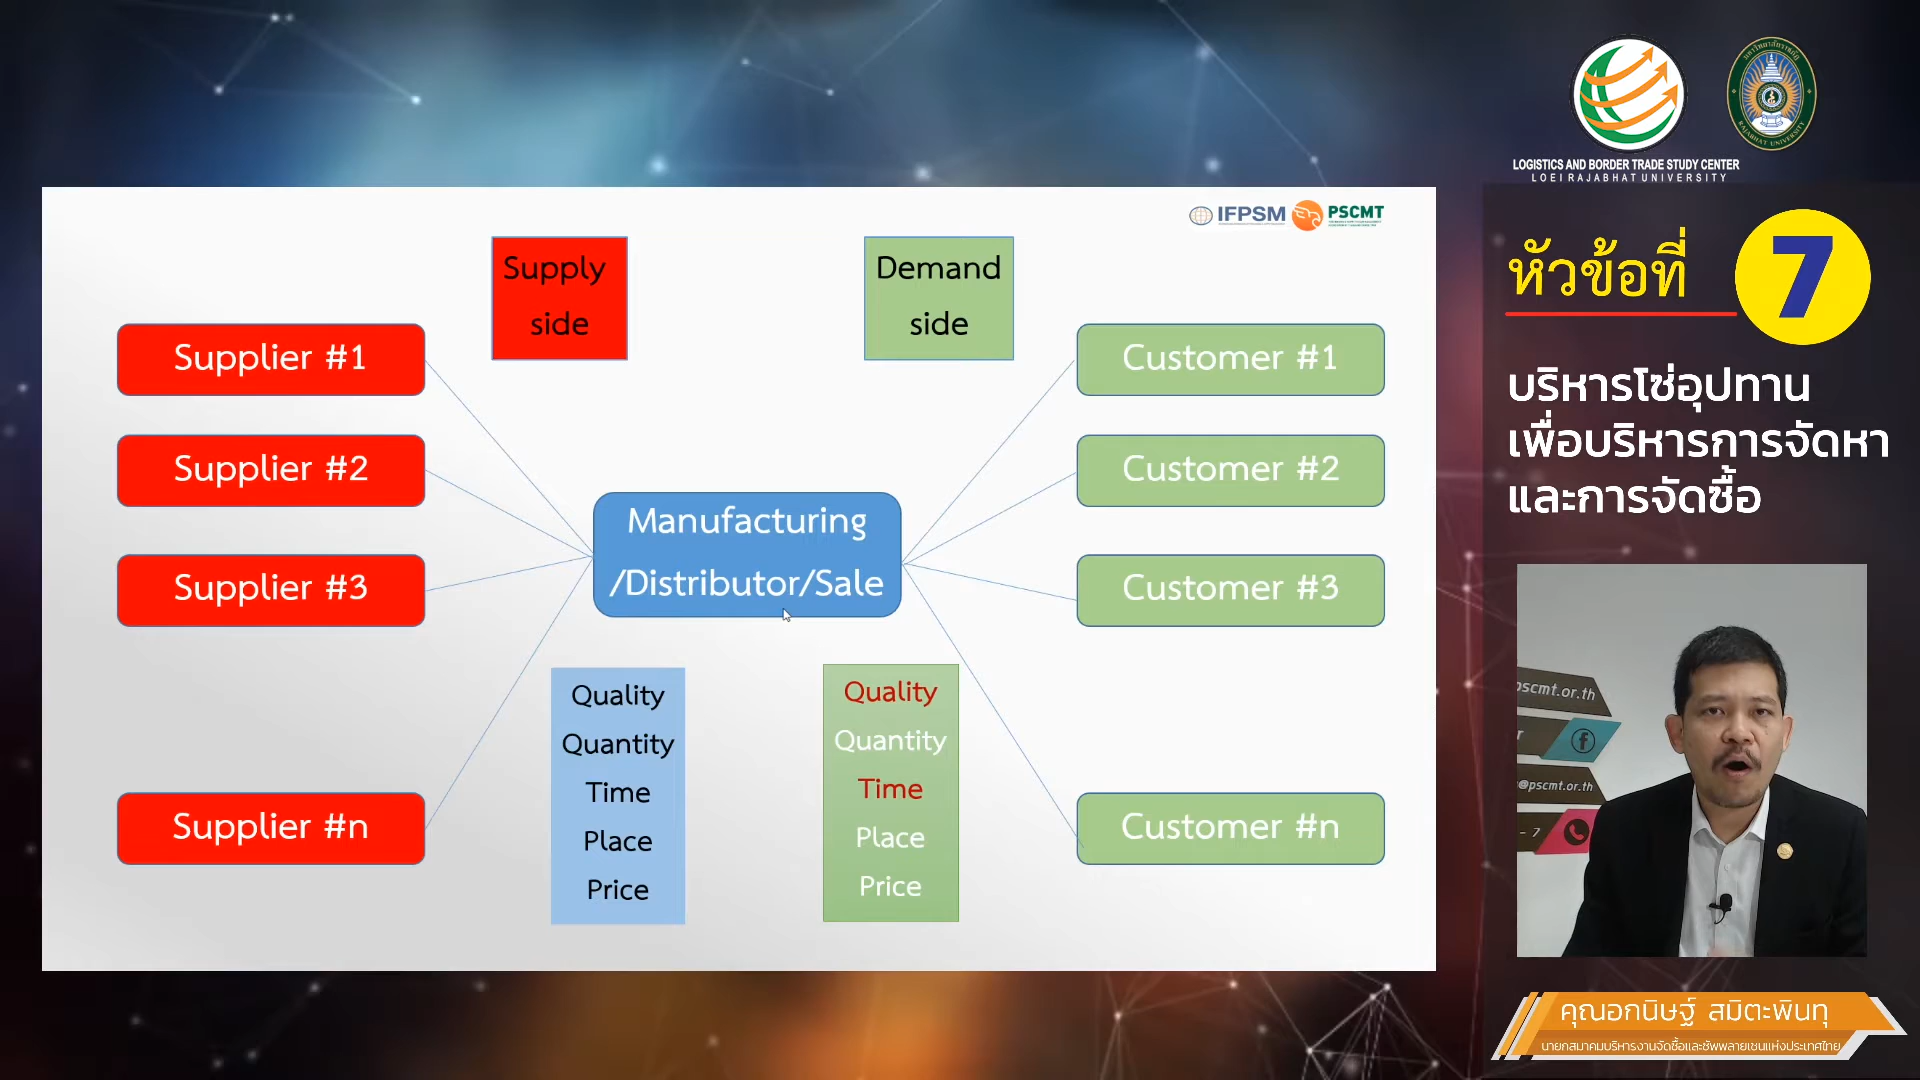 LOGISTICS AND BORDER TRADE STUDY CENTER
LOEI RAJABHAT UNIVERSITY
IFPSM
PSCMT
Supply
side
Demand
side
Supplier #1
Supplier #2
Supplier #3
Supplier #n
Manufacturing
/Distributor/Sale
Customer #1
Customer #2
Customer #3
Customer #n
Quality
Quantity
Time
Place
Price
Quality
Quantity
Time
Place
Price
หัวข้อที่ 7
บริหารโซ่อุปทาน
เพื่อบริหารการจัดหา
และการจัดซื้อ
pscmt.or.th
@pscmt.or.th
- 7
คุณอกนิษฐ์ สมิตะพินทุ
นายกสมาคมบริหารงานจัดซื้อและซัพพลายเชนแห่งประเทศไทย